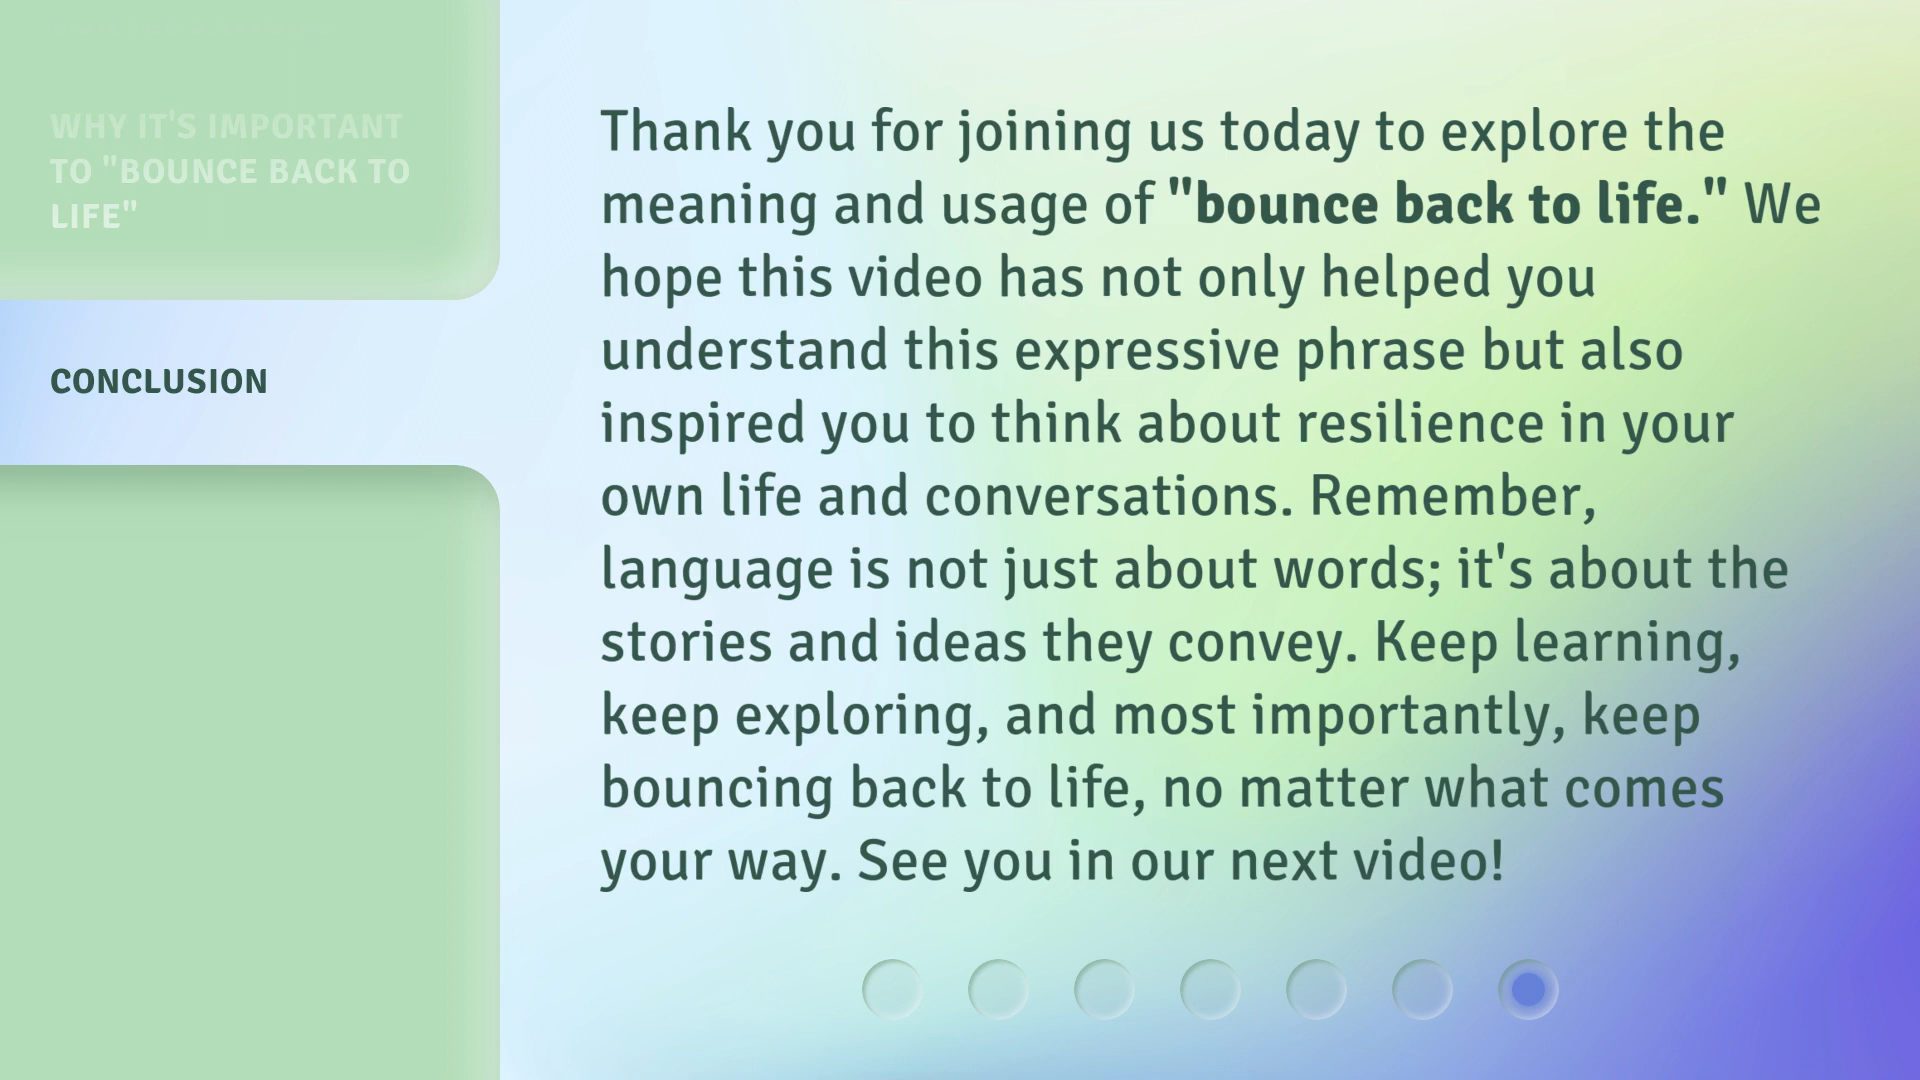 WHY IT'S IMPORTANT
TO "BOUNCE BACK TO
LIFE"
CONCLUSION
Thank you for joining us today to explore the
meaning and usage of "bounce back to life." We
hope this video has not only helped you
understand this expressive phrase but also
inspired you to think about resilience in your
own life and conversations. Remember,
language is not just about words; it's about the
stories and ideas they convey. Keep learning,
keep exploring, and most importantly, keep
bouncing back to life, no matter what comes
your way. See you in our next video!